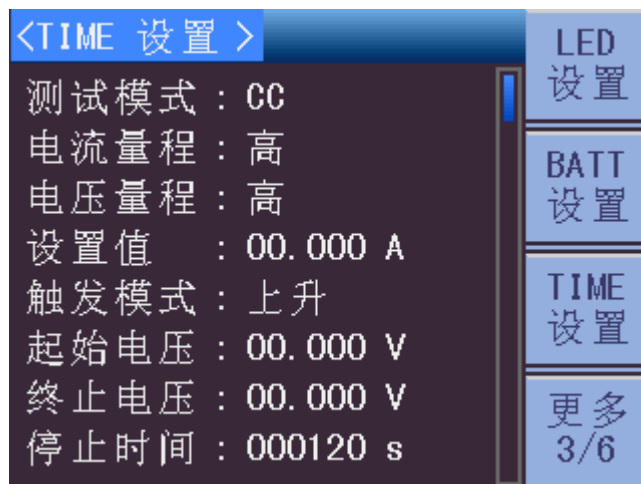 <TIME 设置 >
测试模式 : CC
电流量程 : 高
电压量程 : 高
设置值 : 00.000 A
触发模式 : 上升
起始电压 : 00.000 V
终止电压 : 00.000 V
停止时间 : 000120 s
LED
设置
BATT
设置
TIME
设置
更多
3/6